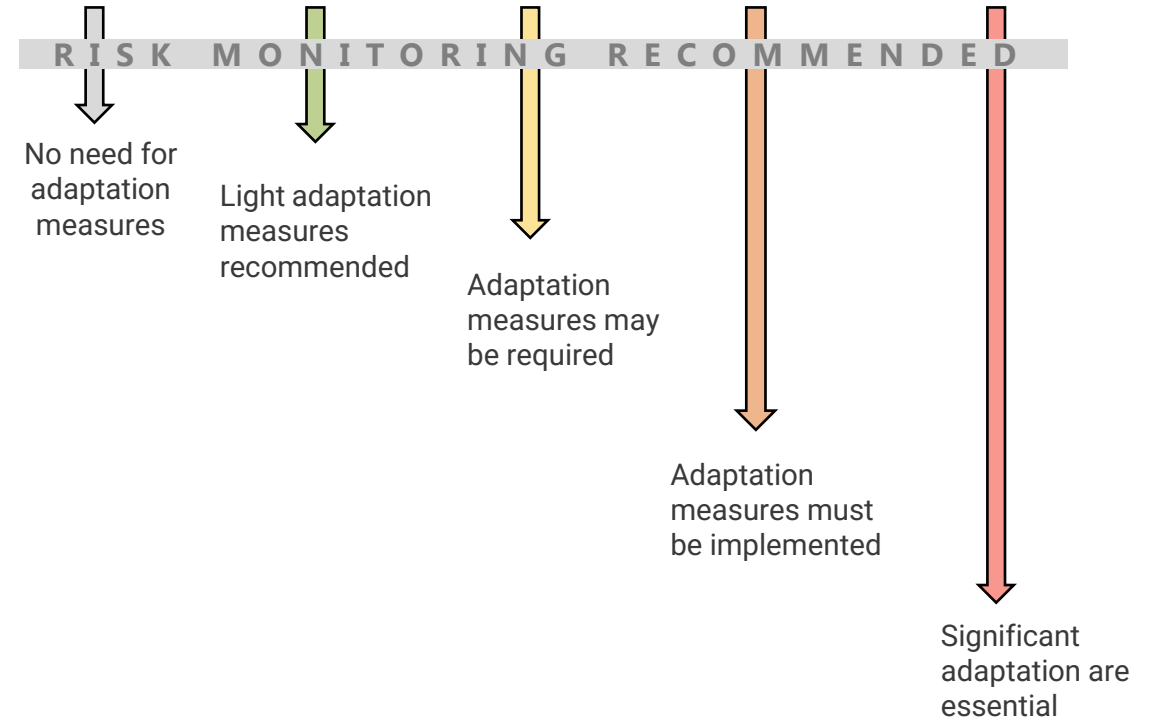 RISK MONITORING RECOMMENDED
No need for
adaptation
measures
Light adaptation
measures
recommended
Adaptation
measures may
be required
Adaptation
measures must
be implemented
Significant
adaptation are
essential